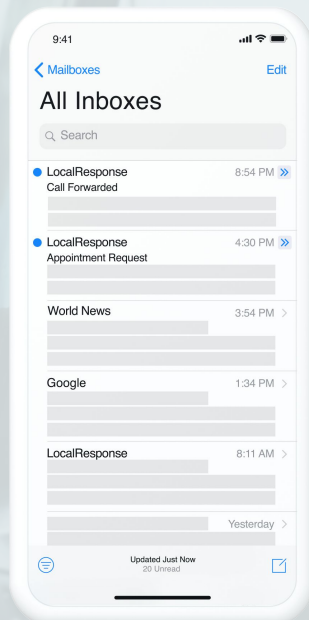 9:41
Mailboxes Edit
All Inboxes
Search
LocalResponse 8:54 PM
Call Forwarded
LocalResponse 4:30 PM
Appointment Request
World News 3:54 PM
Google 1:34 PM
LocalResponse 8:11 AM
Yesterday
Updated Just Now
20 Unread